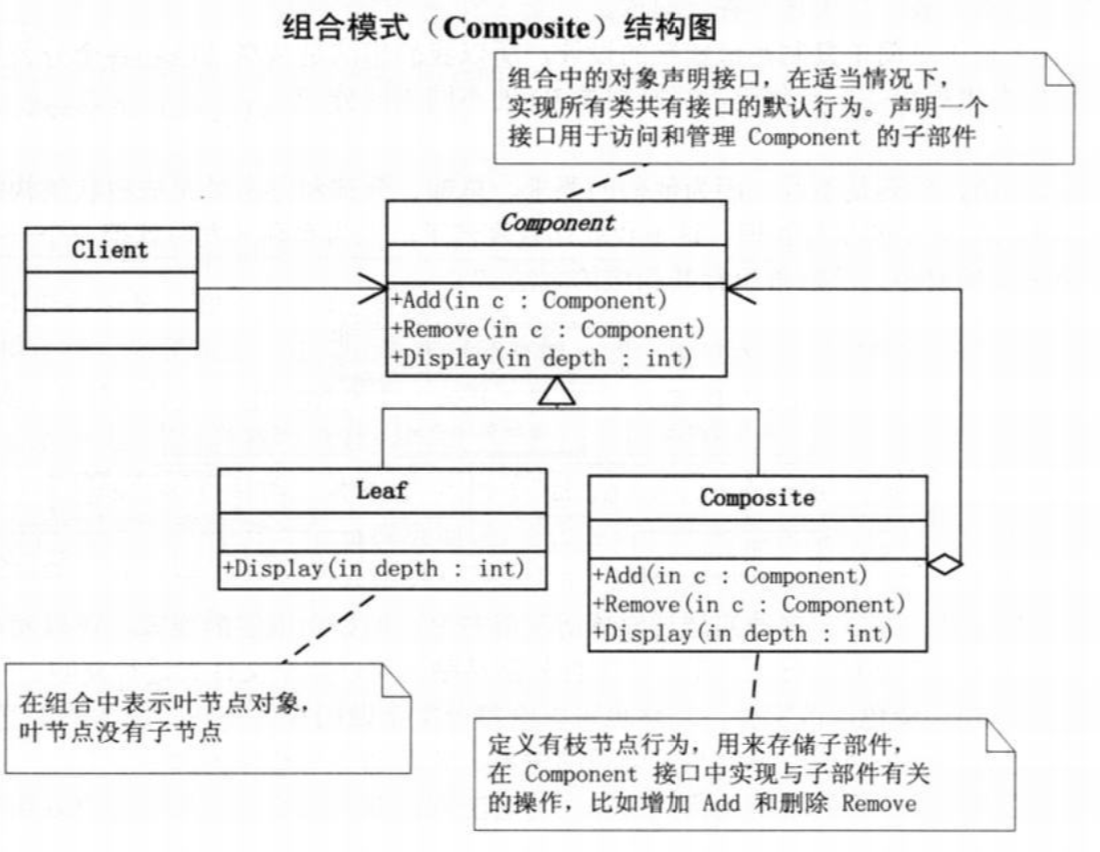 组合模式（Composite）结构图
组合中的对象声明接口，在适当情况下，
实现所有类共有接口的默认行为。声明一个
接口用于访问和管理 Component 的子部件
Component
+Add(in c : Component)
+Remove(in c : Component)
+Display(in depth : int)
Client
Leaf
+Display(in depth : int)
Composite
+Add(in c : Component)
+Remove(in c : Component)
+Display(in depth : int)
在组合中表示叶节点对象，
叶节点没有子节点
定义有枝节点行为，用来存储子部件，
在 Component 接口中实现与子部件有关
的操作，比如增加 Add 和删除 Remove